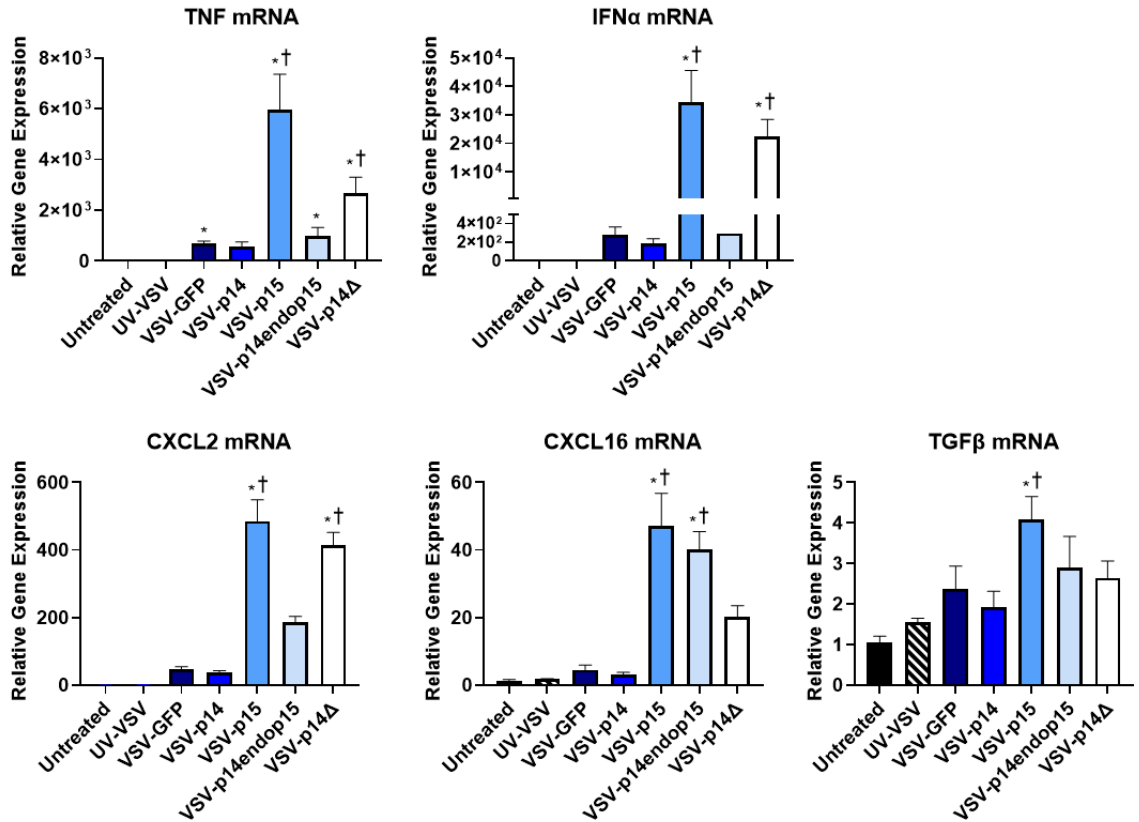 TNF mRNA
Relative Gene Expression
8×10³
6×10³
4×10³
2×10³
0
*†
*†
*
*
Untreated
UV-VSV
VSV-GFP
VSV-p14
VSV-p15
VSV-p14endop15
VSV-p14Δ
IFNα mRNA
Relative Gene Expression
5×10⁴
4×10⁴
3×10⁴
2×10⁴
1×10⁴
4×10²
2×10²
0
*†
*†
Untreated
UV-VSV
VSV-GFP
VSV-p14
VSV-p15
VSV-p14endop15
VSV-p14Δ
CXCL2 mRNA
Relative Gene Expression
600
400
200
0
*†
*†
Untreated
UV-VSV
VSV-GFP
VSV-p14
VSV-p15
VSV-p14endop15
VSV-p14Δ
CXCL16 mRNA
Relative Gene Expression
60
40
20
0
*†
*†
Untreated
UV-VSV
VSV-GFP
VSV-p14
VSV-p15
VSV-p14endop15
VSV-p14Δ
TGFβ mRNA
Relative Gene Expression
5
4
3
2
1
0
*†
Untreated
UV-VSV
VSV-GFP
VSV-p14
VSV-p15
VSV-p14endop15
VSV-p14Δ